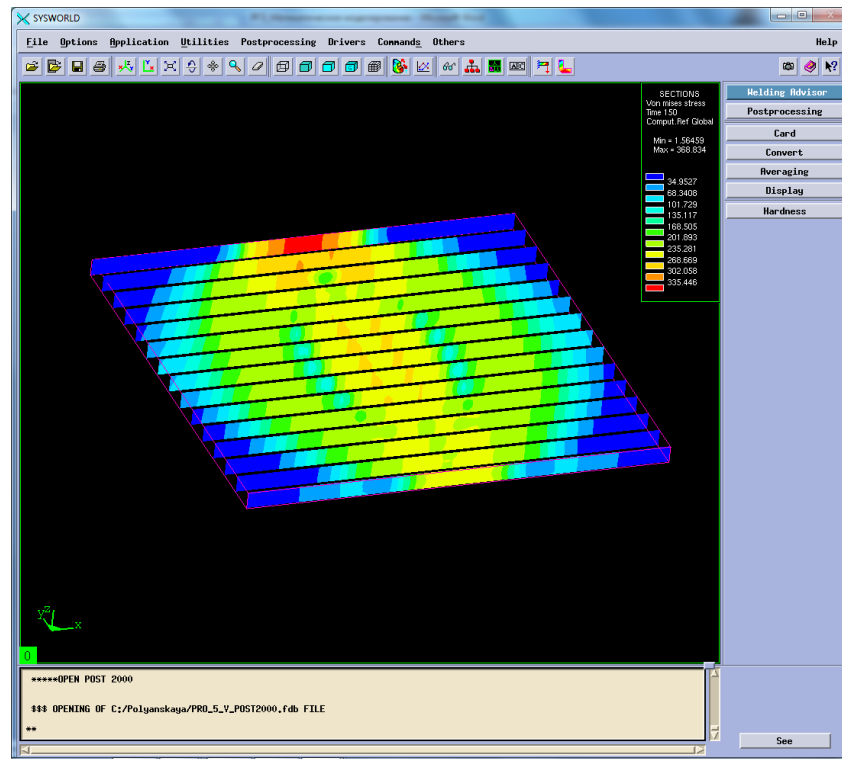 SYSWORLD
File Options Application Utilities Postprocessing Drivers Commands Others Help
SECTIONS
Von mises stress
Time 150
Comput.Ref Global
Min = 1.56459
Max = 368.834
34.9527
68.3408
101.729
135.117
168.505
201.893
235.281
268.669
302.058
335.446
Welding Advisor
Postprocessing
Card
Convert
Averaging
Display
Hardness
z
y
x
0
*****OPEN POST 2000
$$$ OPENING OF C:/Polyanskaya/PRO_5_Y_POST2000.fdb FILE
**
See